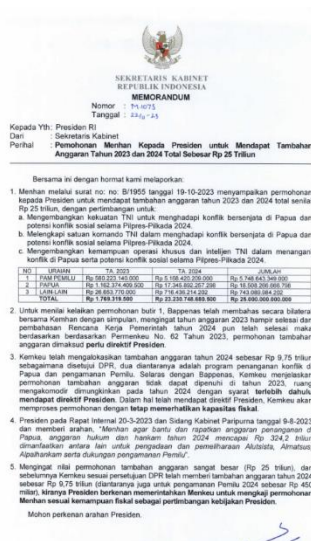 SEKRETARIS KABINET
REPUBLIK INDONESIA
MEMORANDUM
Nomor :
Tanggal :
Kepada Yth: Presiden RI
Dari : Sekretaris Kabinet
Perihal : Permohonan Menhan Kepada Presiden untuk Mendapat Tambahan
Anggaran Tahun 2023 dan 2024 Total Sebesar Rp 25 Triliun
Bersama ini dengan hormat kami melaporkan:
1. Menhan melalui surat no: no: B/1955 tanggal 19-10-2023 menyampaikan permohonan
kepada Presiden untuk mendapat tambahan anggaran tahun 2023 dan 2024 total senilai
Rp 25 triliun, dengan pertimbangan untuk:
a. Mengembangkan kekuatan TNI untuk menghadapi konflik bersenjata di Papua dan
potensi konflik sosial selama Pilpres-Pilkada 2024.
b. Melengkapi satuan komando TNI dalam menghadapi konflik bersenjata di Papua dan
potensi konflik sosial selama Pilpres-Pilkada 2024.
c. Mengembangkan kemampuan operasi khusus dan intelijen TNI dalam menangani
konflik di Papua serta potensi konflik sosial selama Pilpres-Pilkada 2024.
NO URAIAN TA. 2023 TA. 2024 JUMLAH
1 PAM PEMILU
2 PAPUA
3 LAIN-LAIN
TOTAL
2. Untuk menilai kelaikan permohonan butir 1, Bappenas telah membahas secara bilateral
bersama Kemhan dengan simpulan, mengingat tahun anggaran 2023 hampir selesai dan
pembahasan Rencana Kerja Pemerintah tahun 2024 pun telah selesai maka
berdasarkan berdasarkan Permenkeu No. 62 Tahun 2023, permohonan tambahan
anggaran dimaksud perlu direktif Presiden.
3. Kemkeu telah mengalokasikan tambahan anggaran tahun 2024 sebesar Rp 9,75 triliun
sebagaimana disetujui DPR, dua diantaranya adalah program penanganan konflik di
Papua dan pengamanan Pemilu. Selaras dengan Bappenas, Kemkeu menjelaskan
permohonan tambahan anggaran tidak dapat dipenuhi di tahun 2023, ruang
mengakomodir dimungkinkan pada tahun 2024 dengan syarat terlebih dahulu
mendapat direktif Presiden. Dalam hal telah mendapat direktif Presiden, Kemkeu akan
memproses permohonan dengan tetap memerhatikan kapasitas fiskal.
4. Presiden pada Rapat Internal 20-3-2023 dan Sidang Kabinet Paripurna tanggal 9-8-2023
memberi arahan, "Menhan agar bantu dan rapatkan anggaran penanganan di
Papua, anggaran hukum dan hankam tahun 2024 mencapai Rp 324,2 triliun
dimanfaatkan antara lain untuk pengadaan dan pemeliharaan Alutsista, Almatsus,
Alpalhankam serta dukungan pengamanan Pemilu".
5. Mengingat nilai permohonan tambahan anggaran sangat besar (Rp 25 triliun), dan
sebelumnya Kemkeu sesuai persetujuan DPR telah memberi tambahan anggaran tahun 2024
sebesar Rp 9,75 triliun (diantaranya juga untuk pengamanan Pemilu 2024 sebesar Rp 450
miliar), kiranya Presiden berkenan memerintahkan Menkeu untuk mengkaji permohonan
Menhan sesuai kemampuan fiskal sebagai pertimbangan kebijakan Presiden.
Mohon perkenan arahan Presiden.